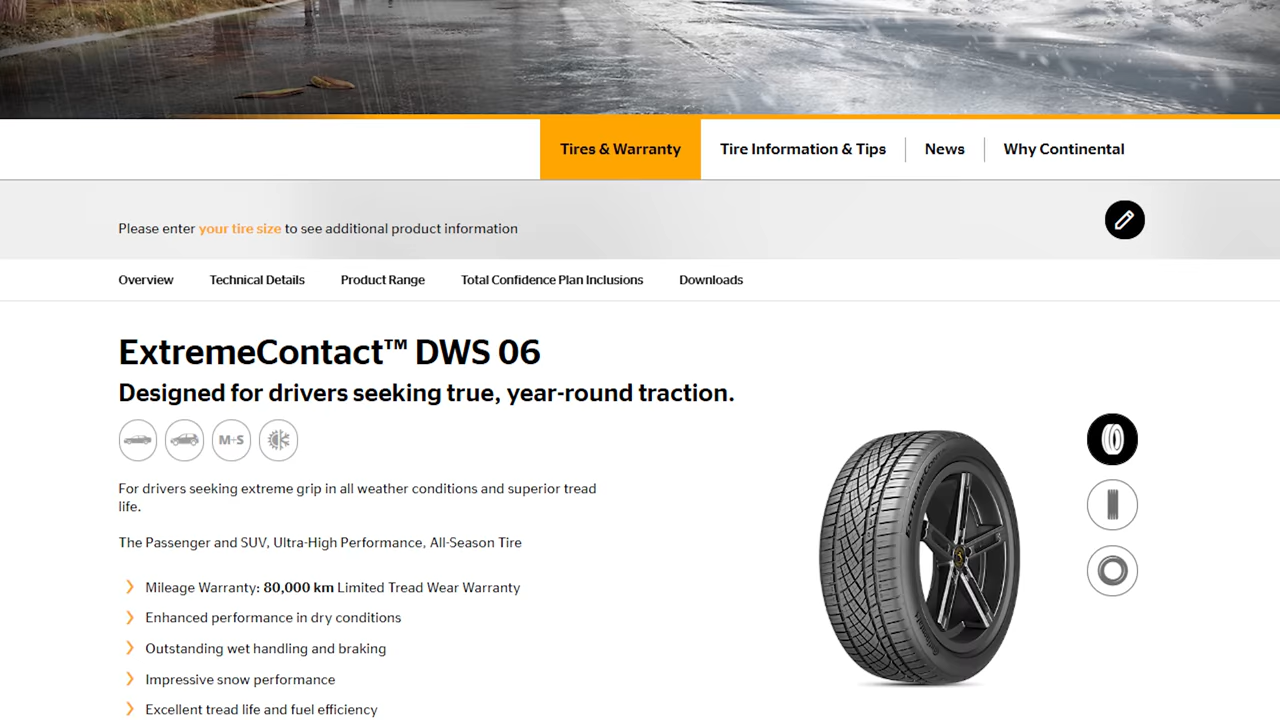 Tires & Warranty
Tire Information & Tips
News
Why Continental
Please enter your tire size to see additional product information
Overview
Technical Details
Product Range
Total Confidence Plan Inclusions
Downloads
ExtremeContact™ DWS 06
Designed for drivers seeking true, year-round traction.
M+S
For drivers seeking extreme grip in all weather conditions and superior tread
life.
The Passenger and SUV, Ultra-High Performance, All-Season Tire
Mileage Warranty: 80,000 km Limited Tread Wear Warranty
Enhanced performance in dry conditions
Outstanding wet handling and braking
Impressive snow performance
Excellent tread life and fuel efficiency